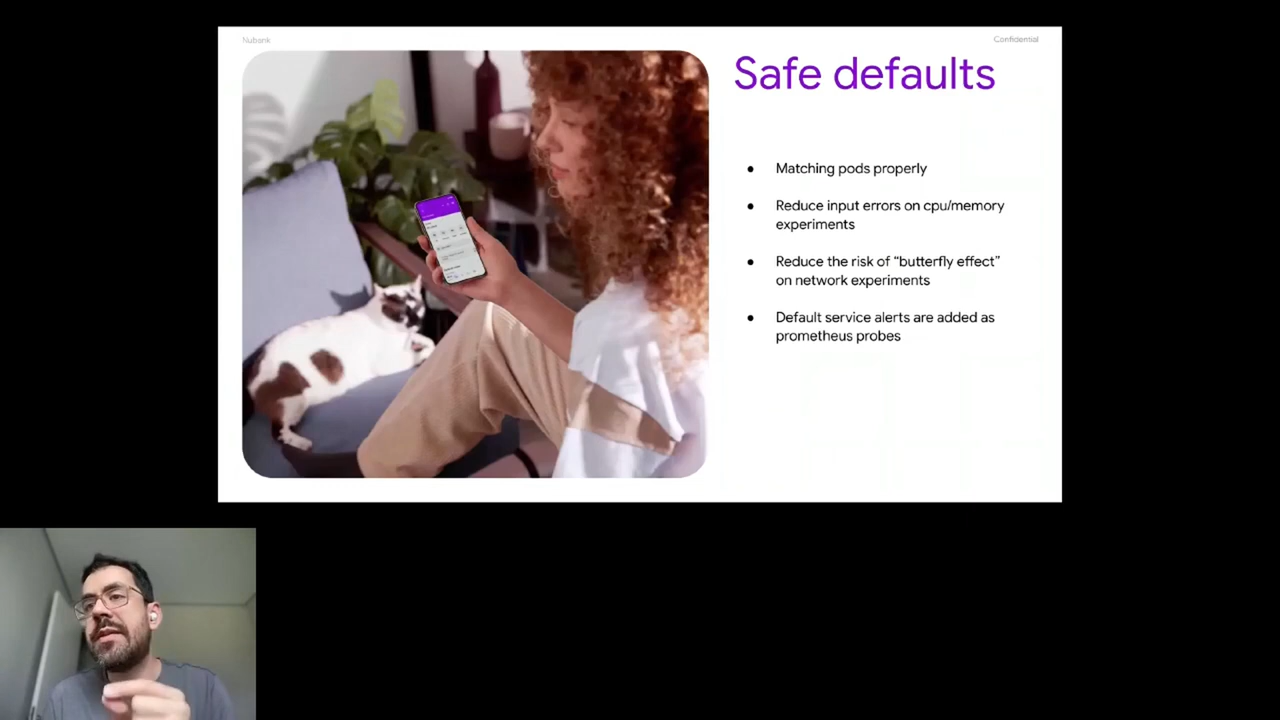 Nubank
Confidential
Safe defaults
● Matching pods properly
● Reduce input errors on cpu/memory
experiments
● Reduce the risk of “butterfly effect”
on network experiments
● Default service alerts are added as
prometheus probes